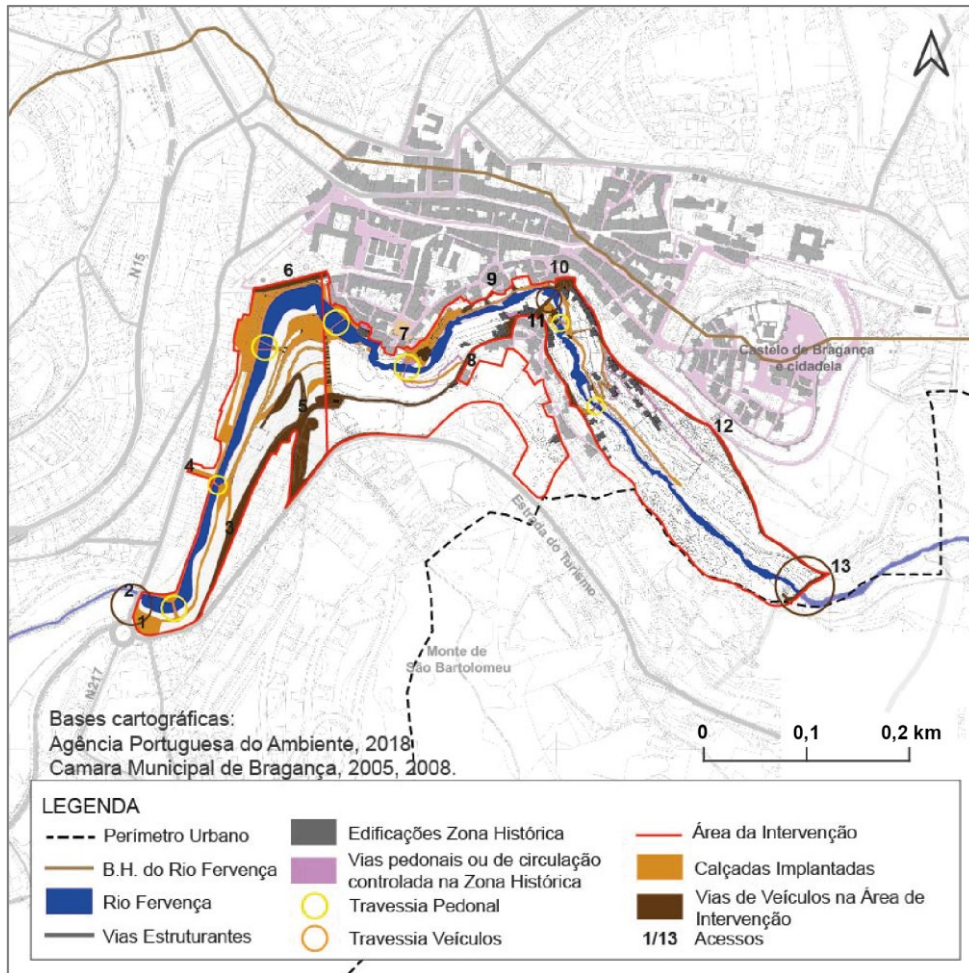 N15
6
10
9
7
11
8
Castelo de Bragança
e cidadela
5
12
4
3
Estrada do Turismo
2
13
1
N217
Monte de
São Bartolomeu
Bases cartográficas:
Agência Portuguesa do Ambiente, 2018
Camara Municipal de Bragança, 2005, 2008.
0 0,1 0,2 km
LEGENDA
Perímetro Urbano
B.H. do Rio Fervença
Rio Fervença
Vias Estruturantes
Edificações Zona Histórica
Vias pedonais ou de circulação
controlada na Zona Histórica
Travessia Pedonal
Travessia Veículos
Área da Intervenção
Calçadas Implantadas
Vias de Veículos na Área de
Intervenção
1/13 Acessos